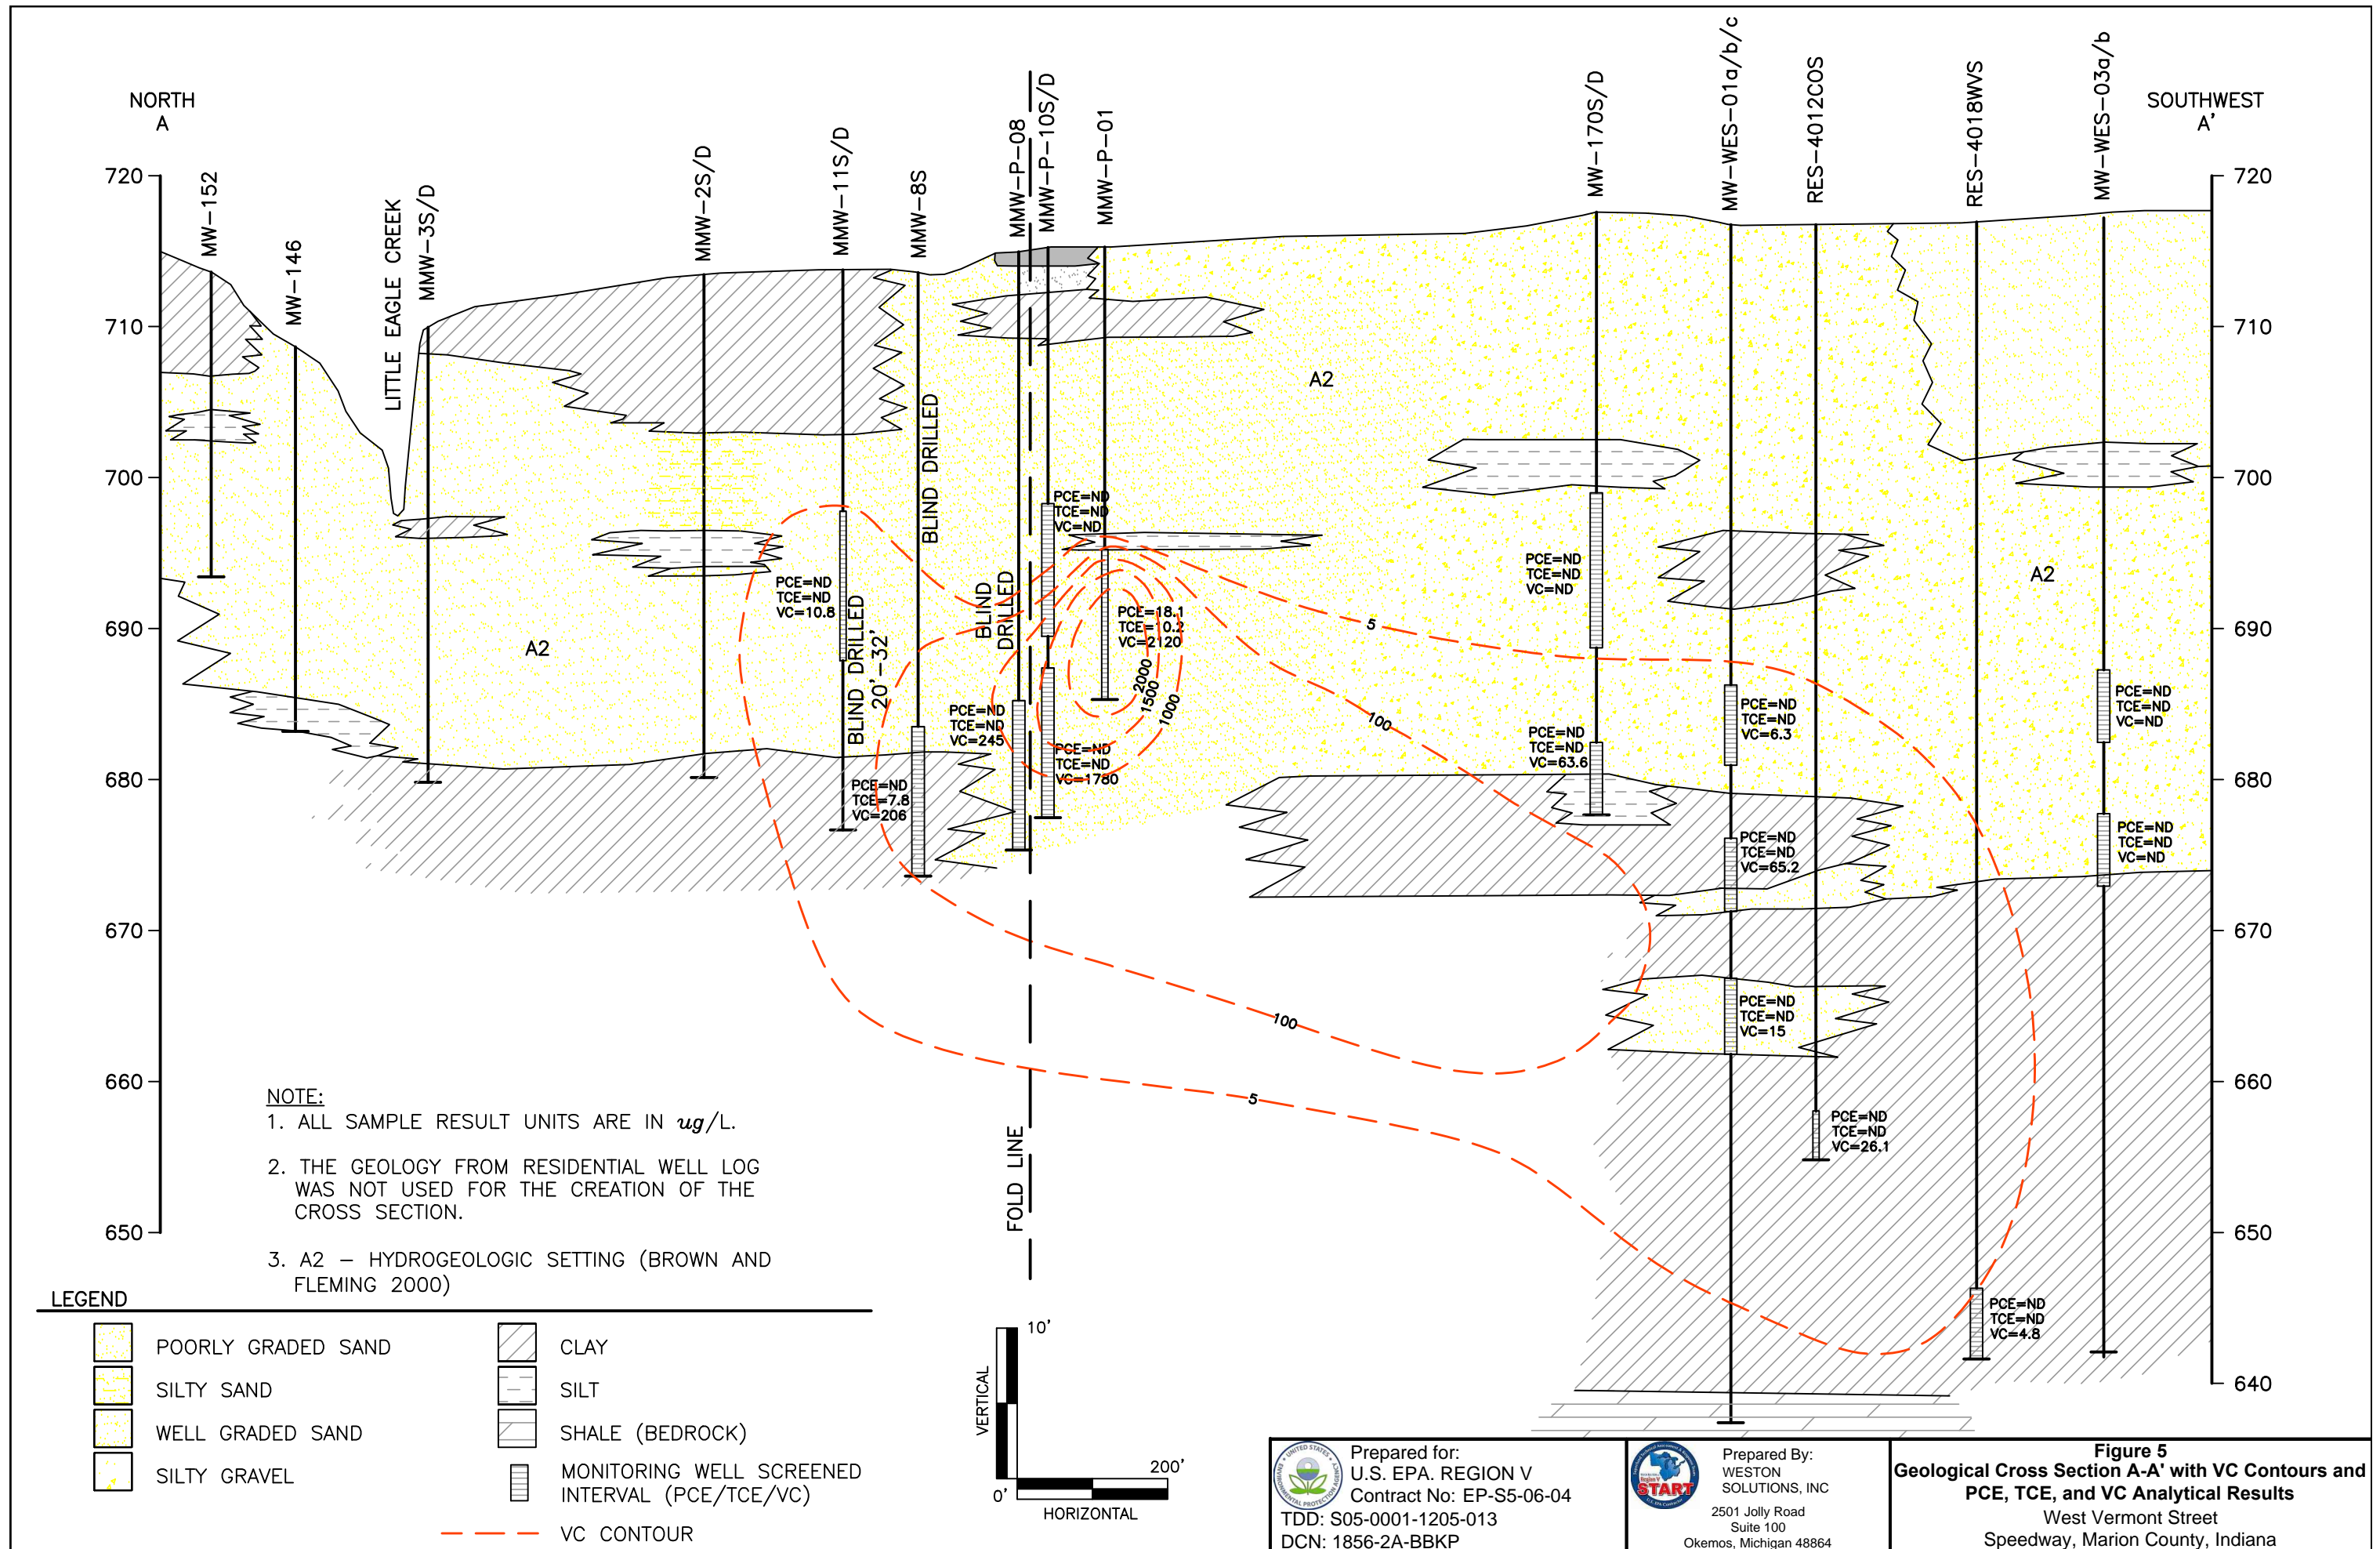 NORTH
A
SOUTHWEST
A'
MW-152
MW-146
LITTLE EAGLE CREEK
MMW-3S/D
MMW-2S/D
MMW-11S/D
MMW-8S
MMW-P-08
MMW-P-10S/D
MMW-P-01
MW-170S/D
MW-WES-01a/b/c
RES-4012COS
RES-4018WVS
MW-WES-03a/b
720
710
700
690
680
670
660
650
720
710
700
690
680
670
660
650
640
A2
A2
A2
BLIND DRILLED
BLIND
DRILLED
BLIND DRILLED
20'-32'
PCE=ND
TCE=ND
VC=10.8
PCE=ND
TCE=7.8
VC=206
PCE=ND
TCE=ND
VC=245
PCE=ND
TCE=ND
VC=ND
PCE=ND
TCE=ND
VC=1780
PCE=18.1
TCE=10.2
VC=2120
2000
1500
1000
PCE=ND
TCE=ND
VC=ND
PCE=ND
TCE=ND
VC=63.6
PCE=ND
TCE=ND
VC=6.3
PCE=ND
TCE=ND
VC=65.2
PCE=ND
TCE=ND
VC=15
PCE=ND
TCE=ND
VC=26.1
PCE=ND
TCE=ND
VC=4.8
PCE=ND
TCE=ND
VC=ND
PCE=ND
TCE=ND
VC=ND
5
100
100
5
FOLD LINE
NOTE:
1. ALL SAMPLE RESULT UNITS ARE IN ug/L.
2. THE GEOLOGY FROM RESIDENTIAL WELL LOG
WAS NOT USED FOR THE CREATION OF THE
CROSS SECTION.
3. A2 – HYDROGEOLOGIC SETTING (BROWN AND
FLEMING 2000)
LEGEND
POORLY GRADED SAND
SILTY SAND
WELL GRADED SAND
SILTY GRAVEL
CLAY
SILT
SHALE (BEDROCK)
MONITORING WELL SCREENED
INTERVAL (PCE/TCE/VC)
VC CONTOUR
10'
VERTICAL
0'
200'
HORIZONTAL
Prepared for:
U.S. EPA. REGION V
Contract No: EP-S5-06-04
TDD: S05-0001-1205-013
DCN: 1856-2A-BBKP
START
Prepared By:
WESTON
SOLUTIONS, INC
2501 Jolly Road
Suite 100
Okemos, Michigan 48864
Figure 5
Geological Cross Section A-A' with VC Contours and
PCE, TCE, and VC Analytical Results
West Vermont Street
Speedway, Marion County, Indiana